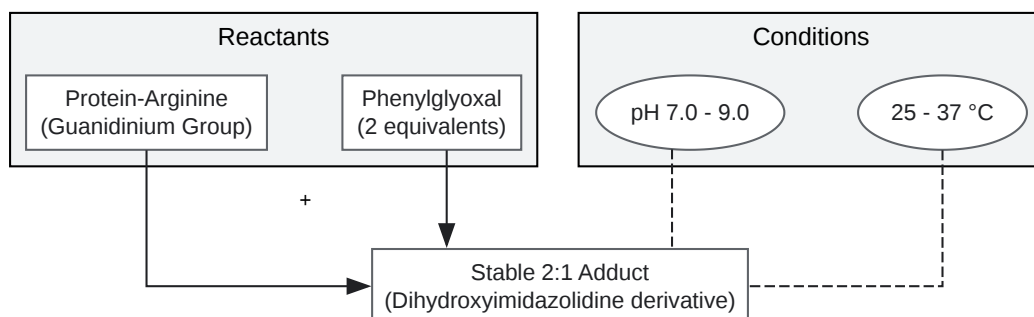 Reactants
Conditions
Protein-Arginine
(Guanidinium Group)
Phenylglyoxal
(2 equivalents)
pH 7.0 - 9.0
25 - 37 °C
+
Stable 2:1 Adduct
(Dihydroxyimidazolidine derivative)